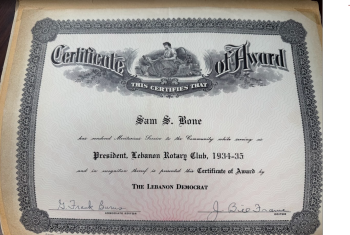 Certificate of Award
THIS CERTIFIES THAT
Sam S. Bone
has rendered Meritorious Service to the Community while serving as
President, Lebanon Rotary Club, 1934-35
and in recognition thereof is presented this Certificate of Award by
THE LEBANON DEMOCRAT
EDITOR